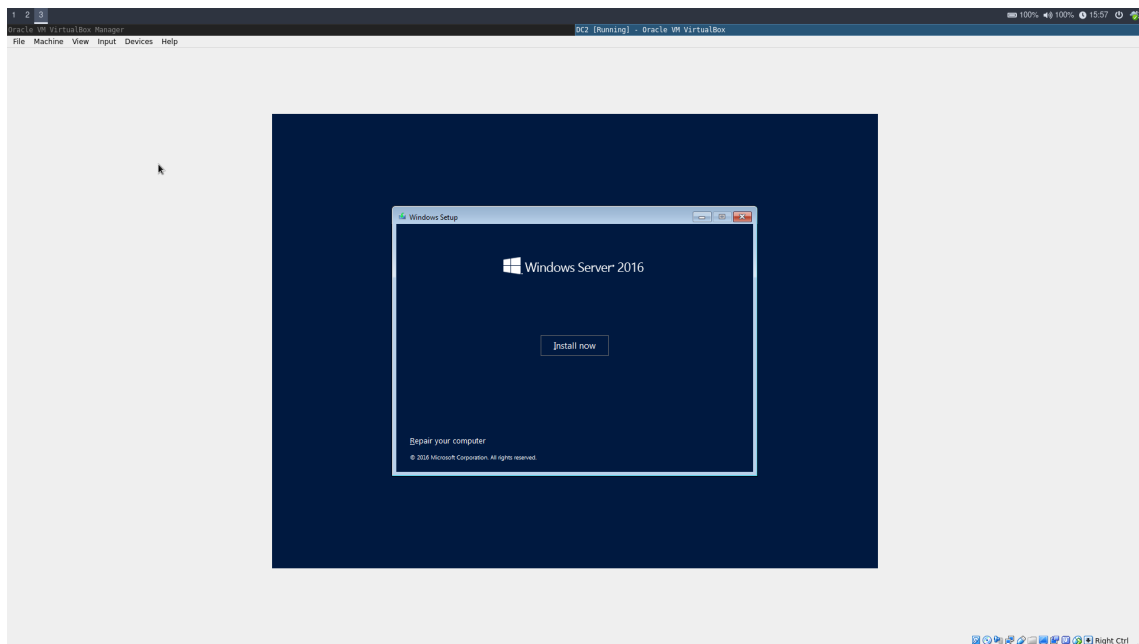 1 2 3
100% 100% 15:57
Oracle VM VirtualBox Manager
DC2 [Running] - Oracle VM VirtualBox
File Machine View Input Devices Help
Windows Setup
Windows Server 2016
Install now
Repair your computer
© 2016 Microsoft Corporation. All rights reserved.
Right Ctrl